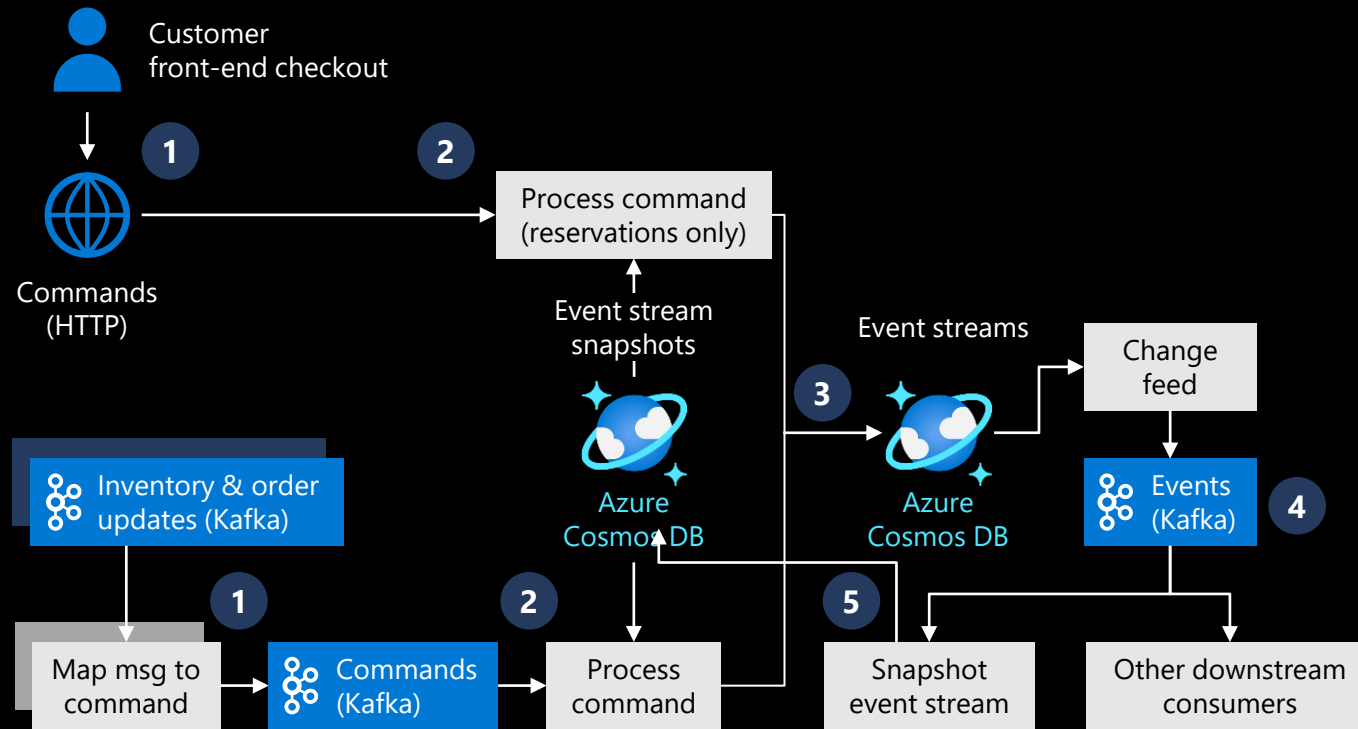 Customer
front-end checkout
1
2
Process command
(reservations only)
Commands
(HTTP)
Event stream
snapshots
Event streams
Change
feed
3
Inventory & order
updates (Kafka)
Azure
Cosmos DB
Azure
Cosmos DB
Events
(Kafka)
4
1
2
5
Map msg to
command
Commands
(Kafka)
Process
command
Snapshot
event stream
Other downstream
consumers